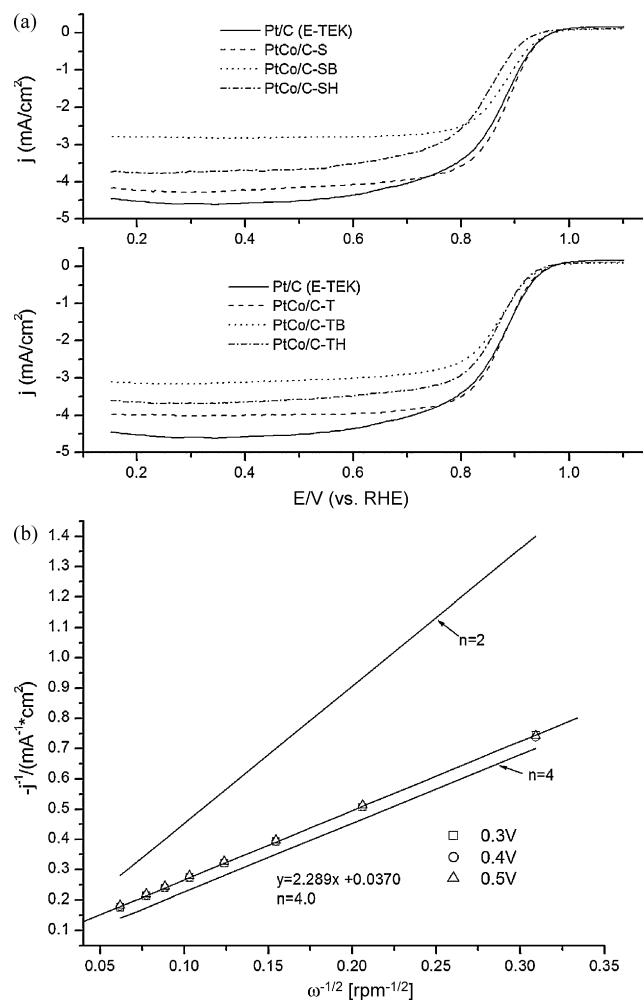 (a)
0
-1
-2
-3
-4
-5
j (mA/cm²)
Pt/C (E-TEK)
PtCo/C-S
PtCo/C-SB
PtCo/C-SH
0.2 0.4 0.6 0.8 1.0
0
-1
-2
-3
-4
-5
j (mA/cm²)
Pt/C (E-TEK)
PtCo/C-T
PtCo/C-TB
PtCo/C-TH
0.2 0.4 0.6 0.8 1.0
E/V (vs. RHE)
(b)
1.4
1.3
1.2
1.1
1.0
0.9
0.8
0.7
0.6
0.5
0.4
0.3
0.2
0.1
-j⁻¹/(mA⁻¹*cm²)
n=2
n=4
0.3V
0.4V
0.5V
y=2.289x +0.0370
n=4.0
0.05 0.10 0.15 0.20 0.25 0.30 0.35
ω⁻¹/² [rpm⁻¹/²]